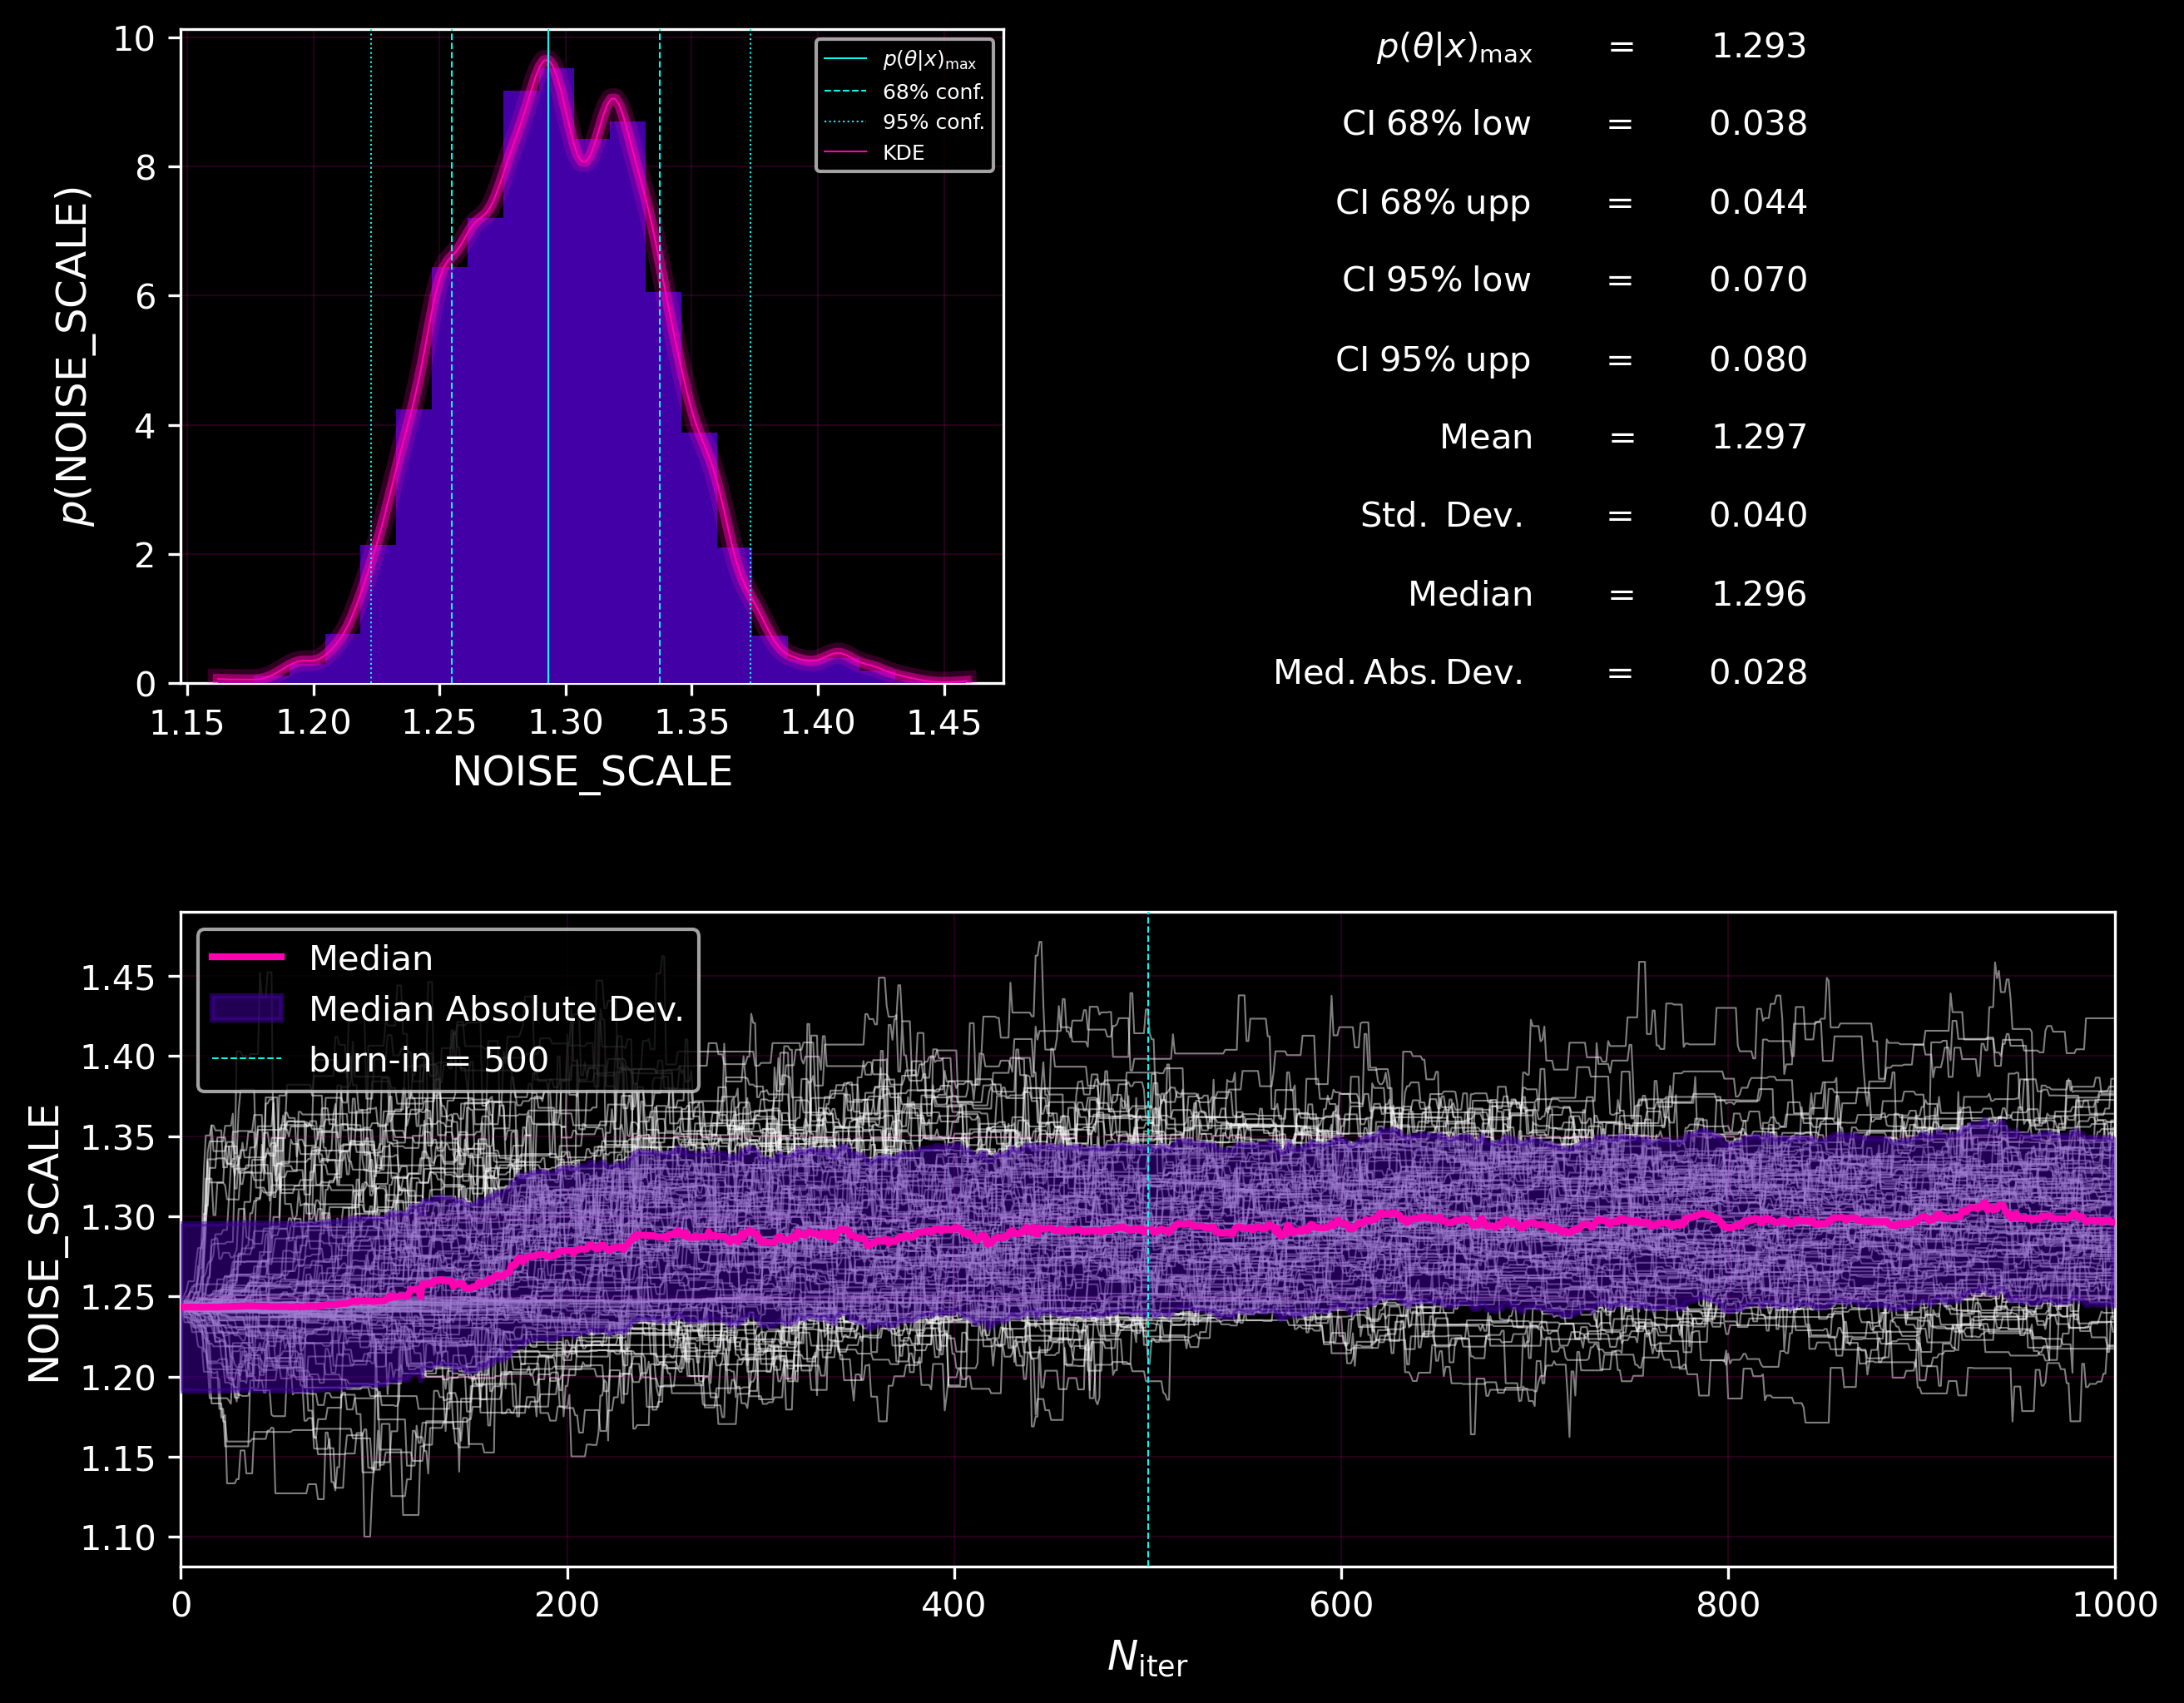 10
8
6
4
2
0
p(NOISE_SCALE)
1.15 1.20 1.25 1.30 1.35 1.40 1.45
NOISE_SCALE
p(θ|x)max
68% conf.
95% conf.
KDE
p(θ|x)max = 1.293
CI 68% low = 0.038
CI 68% upp = 0.044
CI 95% low = 0.070
CI 95% upp = 0.080
Mean = 1.297
Std. Dev. = 0.040
Median = 1.296
Med. Abs. Dev. = 0.028
Median
Median Absolute Dev.
burn-in = 500
1.45
1.40
1.35
1.30
1.25
1.20
1.15
1.10
NOISE_SCALE
0 200 400 600 800 1000
Niter